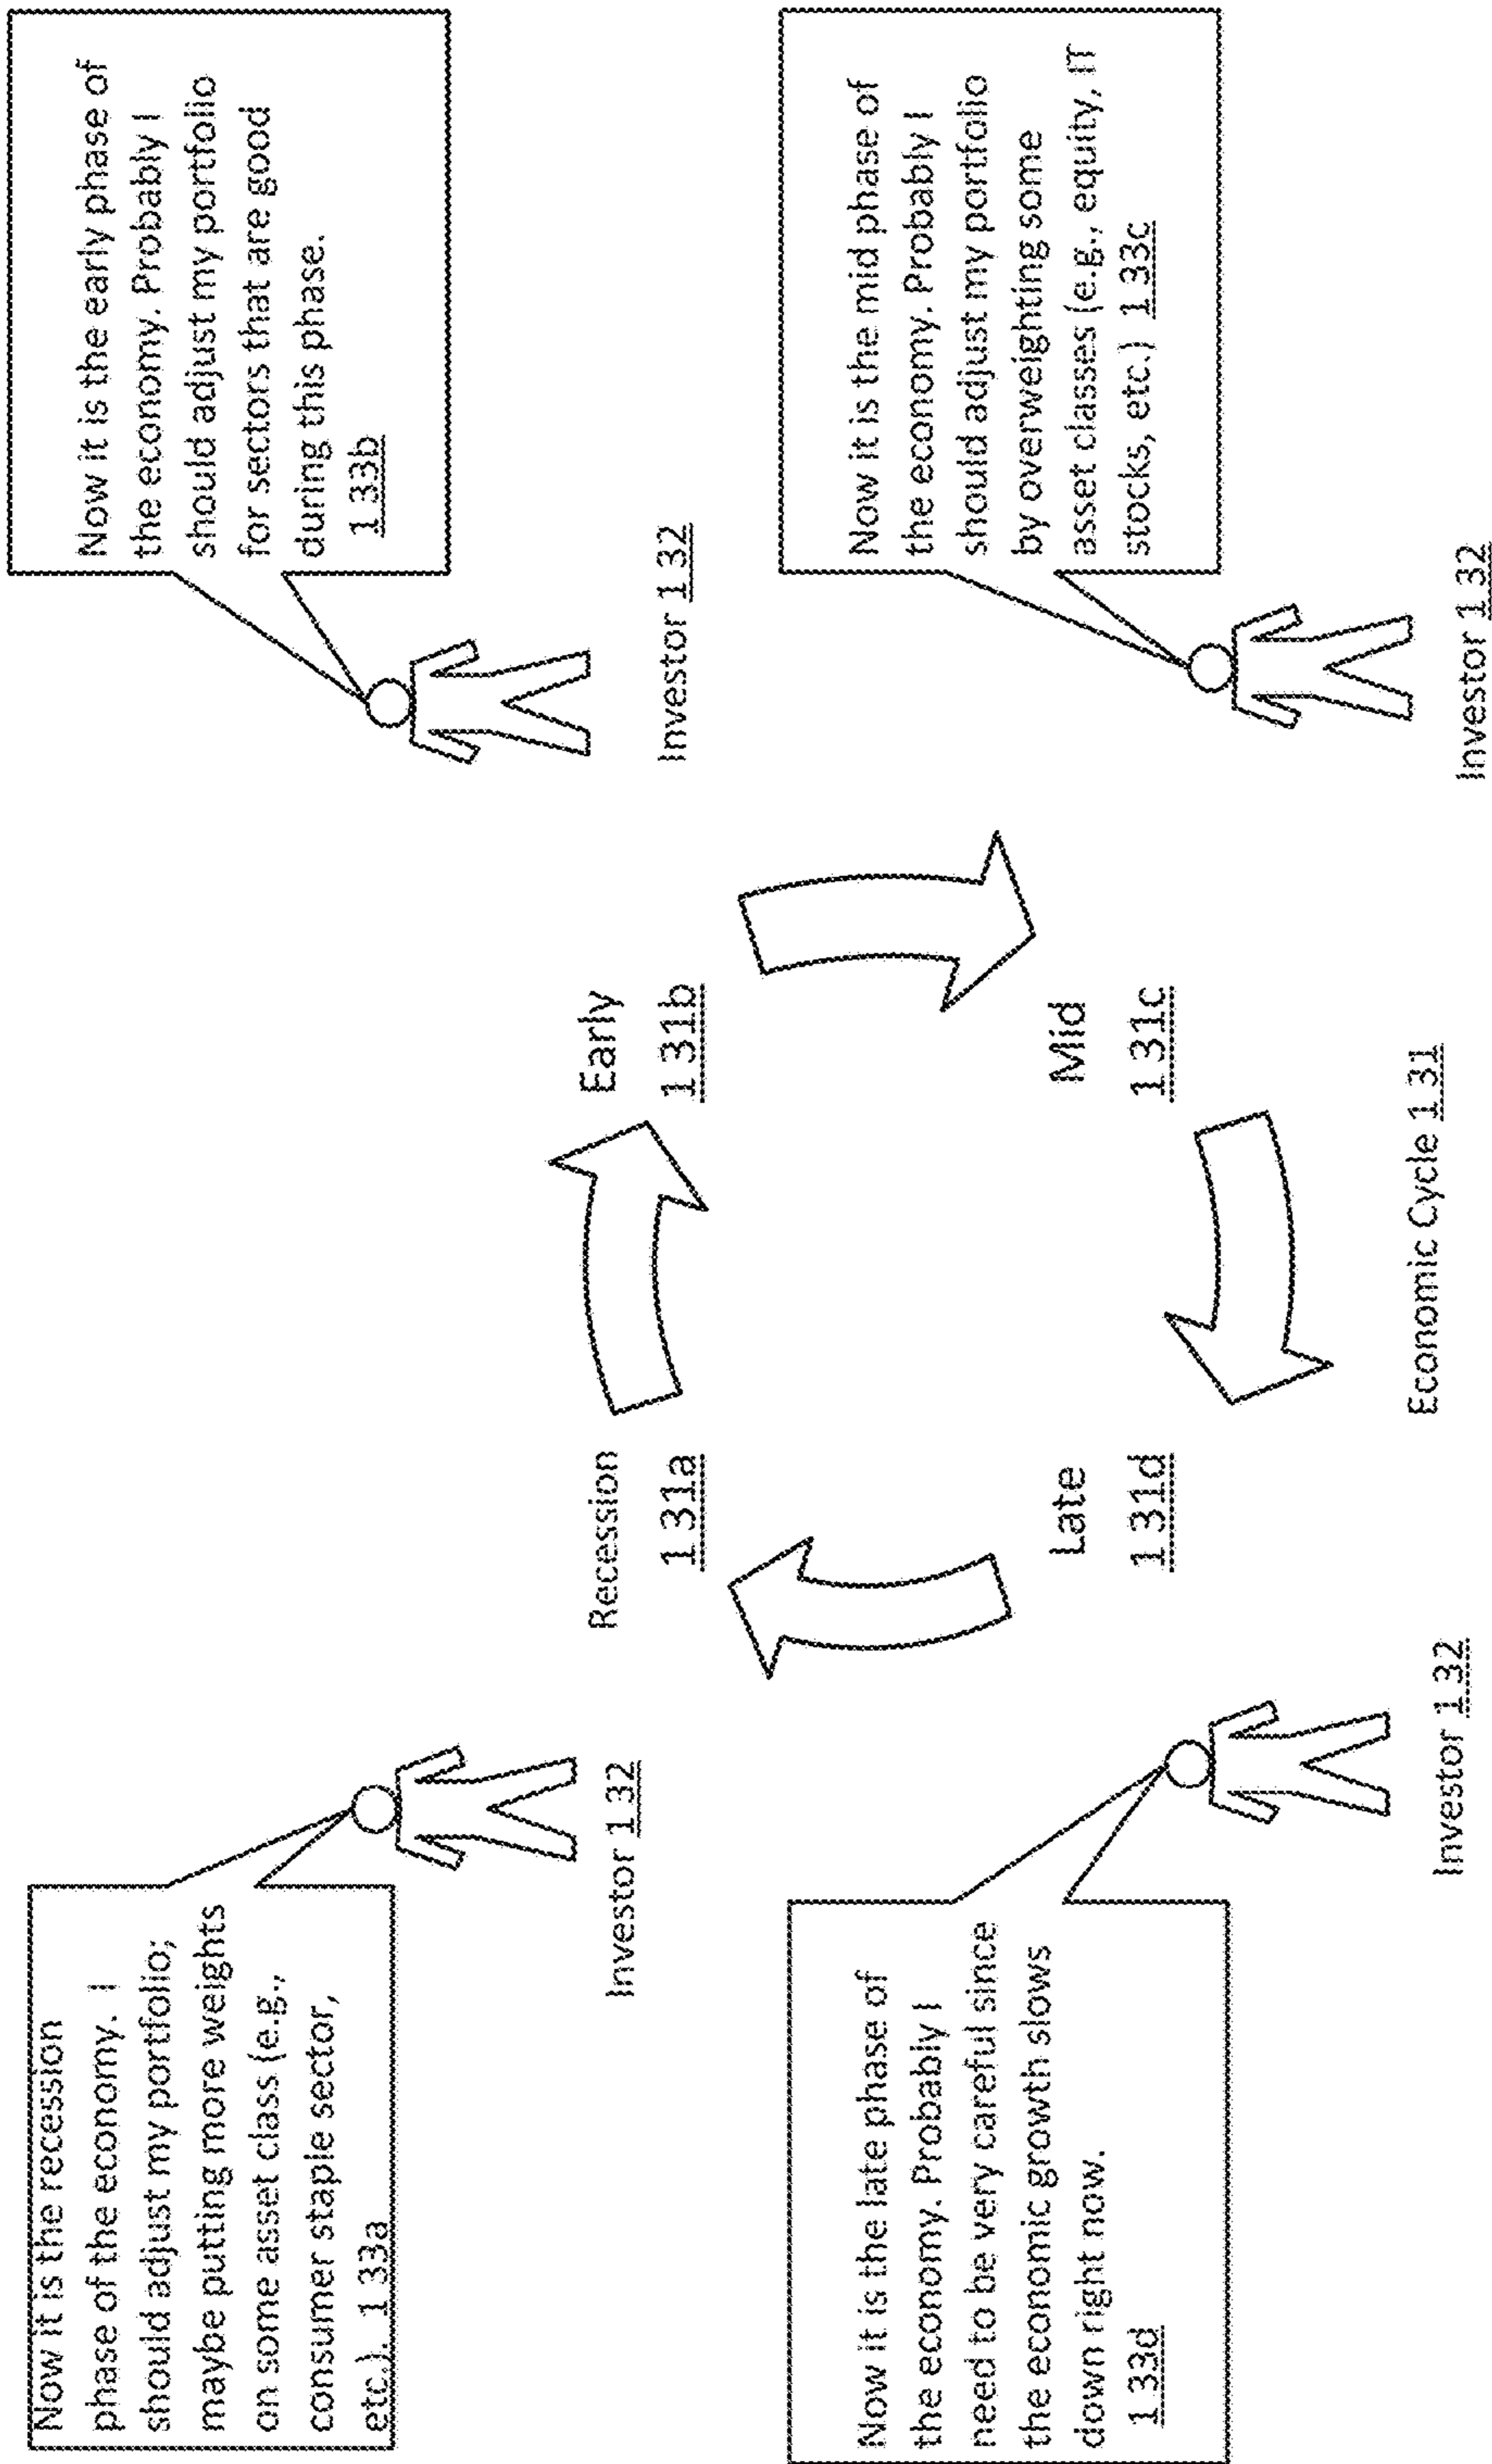 Now it is the recession
phase of the economy. I
should adjust my portfolio;
maybe putting more weights
on some asset class (e.g.,
consumer staple sector,
etc.). 133a
Investor 132
Now it is the early phase of
the economy. Probably I
should adjust my portfolio
for sectors that are good
during this phase.
133b
Investor 132
Recession
131a
Early
131b
Late
131d
Mid
131c
Economic Cycle 131
Now it is the late phase of
the economy. Probably I
need to be very careful since
the economic growth slows
down right now.
133d
Investor 132
Now it is the mid phase of
the economy. Probably I
should adjust my portfolio
by overweighting some
asset classes (e.g., equity, IT
stocks, etc.) 133c
Investor 132